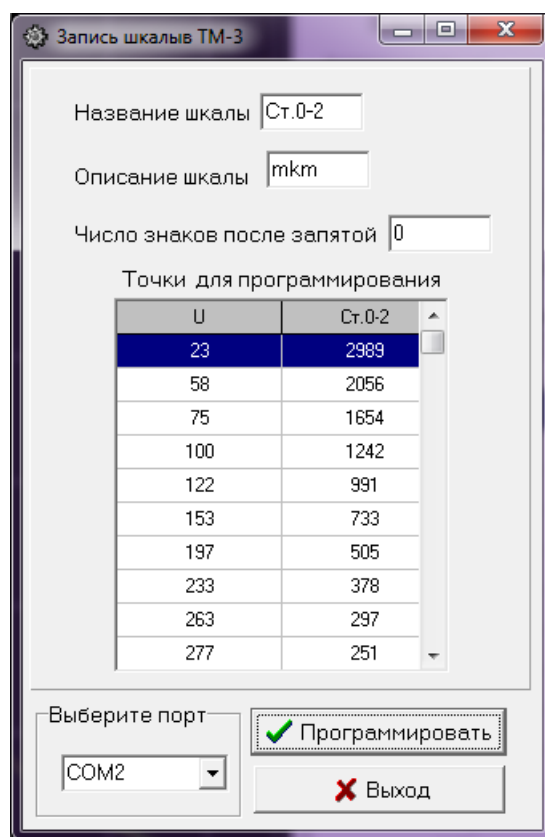 Запись шкалыв ТМ-3
Название шкалы Ст.0-2
Описание шкалы mkm
Число знаков после запятой 0
Точки для программирования
U Ст.0-2
23 2989
58 2056
75 1654
100 1242
122 991
153 733
197 505
233 378
263 297
277 251
Выберите порт
COM2
Программировать
Выход